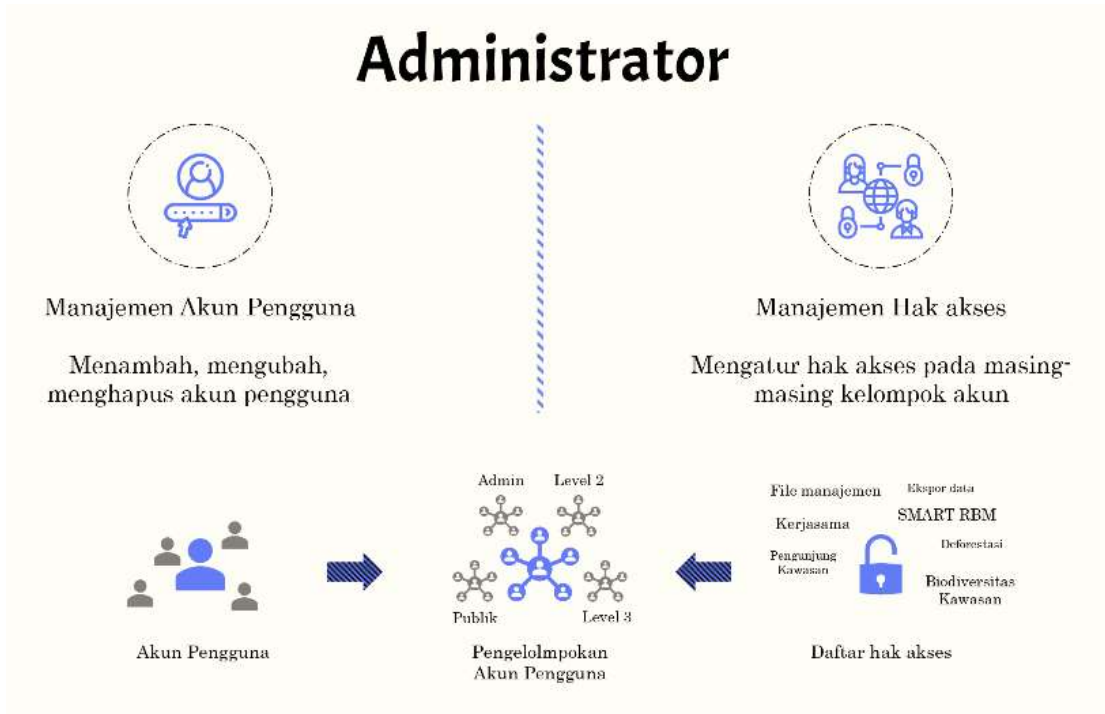 Administrator
Manajemen Akun Pengguna
Menambah, mengubah,
menghapus akun pengguna
Manajemen Hak akses
Mengatur hak akses pada masing-
masing kelompok akun
Akun Pengguna
Admin
Level 2
Publik
Level 3
Pengelolmpokan
Akun Pengguna
File manajemen
Ekspor data
Kerjasama
SMART RBM
Deforestasi
Pengunjung
Kawasan
Biodiversitas
Kawasan
Daftar hak akses